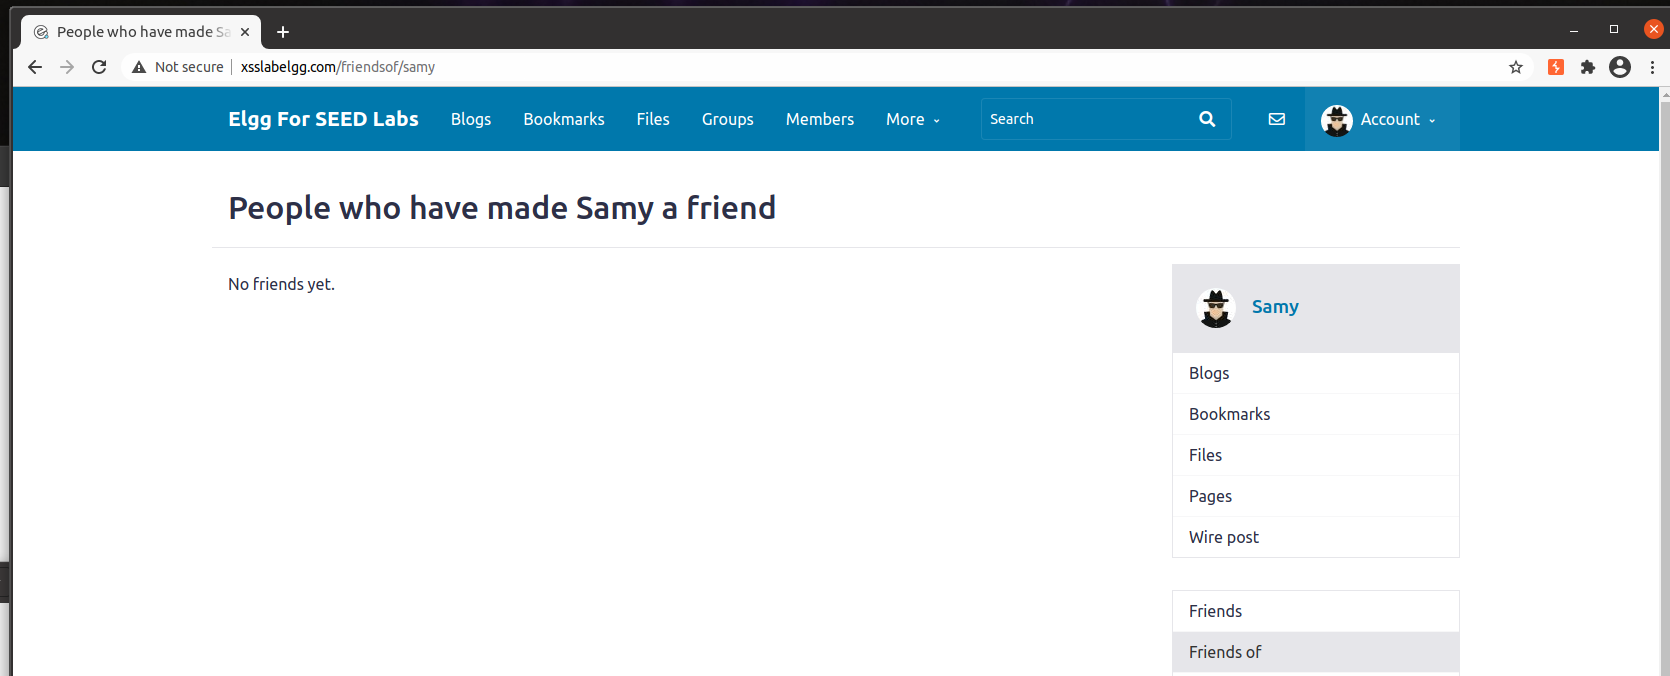 People who have made Sa
Not secure xsslabelgg.com/friendsof/samy
Elgg For SEED Labs Blogs Bookmarks Files Groups Members More Search Account
People who have made Samy a friend
No friends yet.
Samy
Blogs
Bookmarks
Files
Pages
Wire post
Friends
Friends of